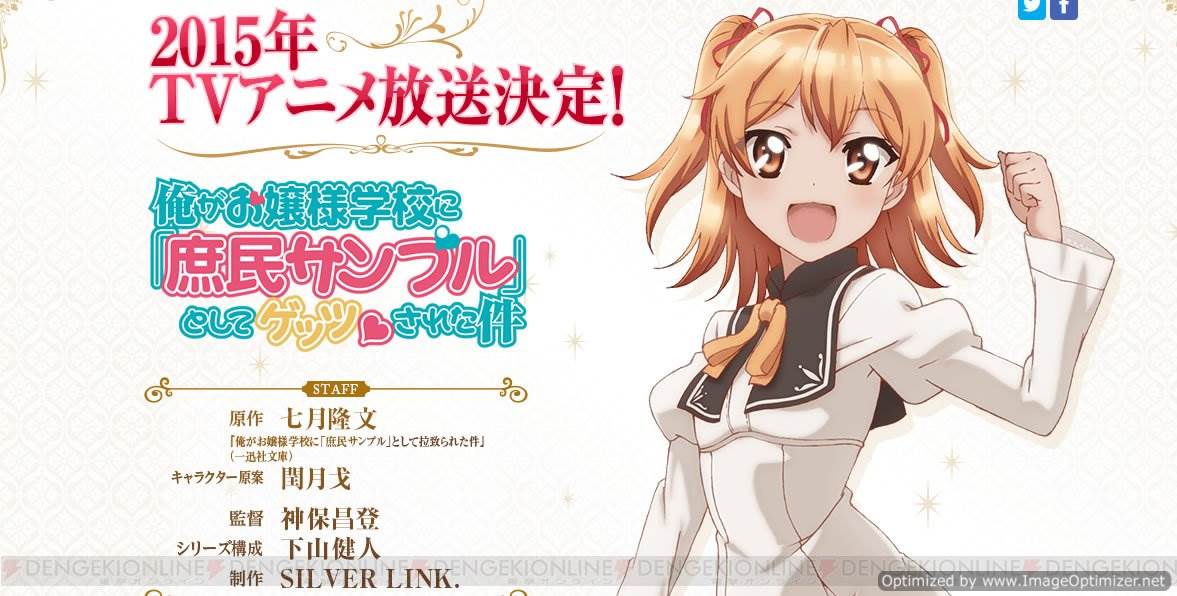 2015年
TVアニメ放送決定!
俺がお嬢様学校に
「庶民サンプル」
としてゲッツされた件
STAFF
原作 七月隆文
『俺がお嬢様学校に「庶民サンプル」として拉致られた件』
(一迅社文庫)
キャラクター原案 閏月戈
監督 神保昌登
シリーズ構成 下山健人
制作 SILVER LINK.
DENGEKIONLINE DENGEKIONLINE DENGEKIONLINE DENGEKIONLINE
Optimized by www.ImageOptimizer.net